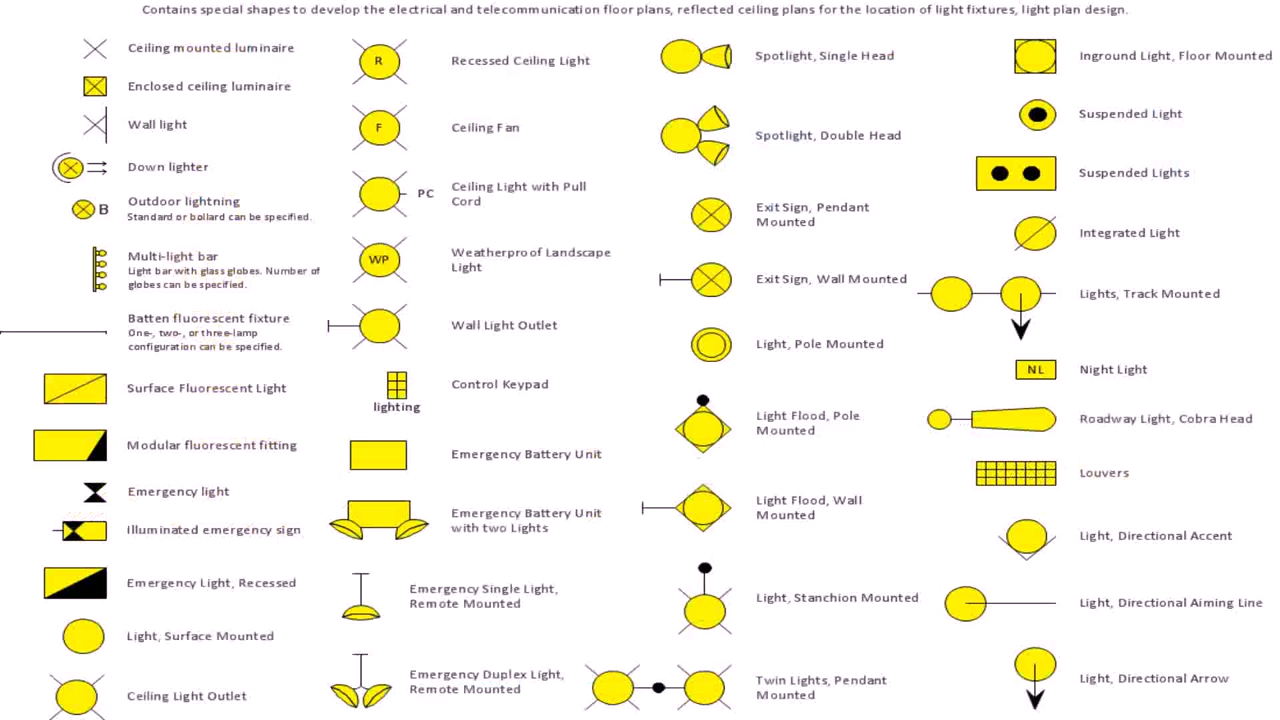 Contains special shapes to develop the electrical and telecommunication floor plans, reflected ceiling plans for the location of light fixtures, light plan design.
Ceiling mounted luminaire
Enclosed ceiling luminaire
Wall light
Down lighter
B
Outdoor lightning
Standard or bollard can be specified.
Multi-light bar
Light bar with glass globes. Number of
globes can be specified.
Batten fluorescent fixture
One-, two-, or three-lamp
configuration can be specified.
Surface Fluorescent Light
Modular fluorescent fitting
Emergency light
Illuminated emergency sign
Emergency Light, Recessed
Light, Surface Mounted
Ceiling Light Outlet
R
Recessed Ceiling Light
F
Ceiling Fan
PC
Ceiling Light with Pull
Cord
WP
Weatherproof Landscape
Light
Wall Light Outlet
Control Keypad
lighting
Emergency Battery Unit
Emergency Battery Unit
with two Lights
Emergency Single Light,
Remote Mounted
Emergency Duplex Light,
Remote Mounted
Spotlight, Single Head
Spotlight, Double Head
Exit Sign, Pendant
Mounted
Exit Sign, Wall Mounted
Light, Pole Mounted
Light Flood, Pole
Mounted
Light Flood, Wall
Mounted
Light, Stanchion Mounted
Twin Lights, Pendant
Mounted
Inground Light, Floor Mounted
Suspended Light
Suspended Lights
Integrated Light
Lights, Track Mounted
NL
Night Light
Roadway Light, Cobra Head
Louvers
Light, Directional Accent
Light, Directional Aiming Line
Light, Directional Arrow